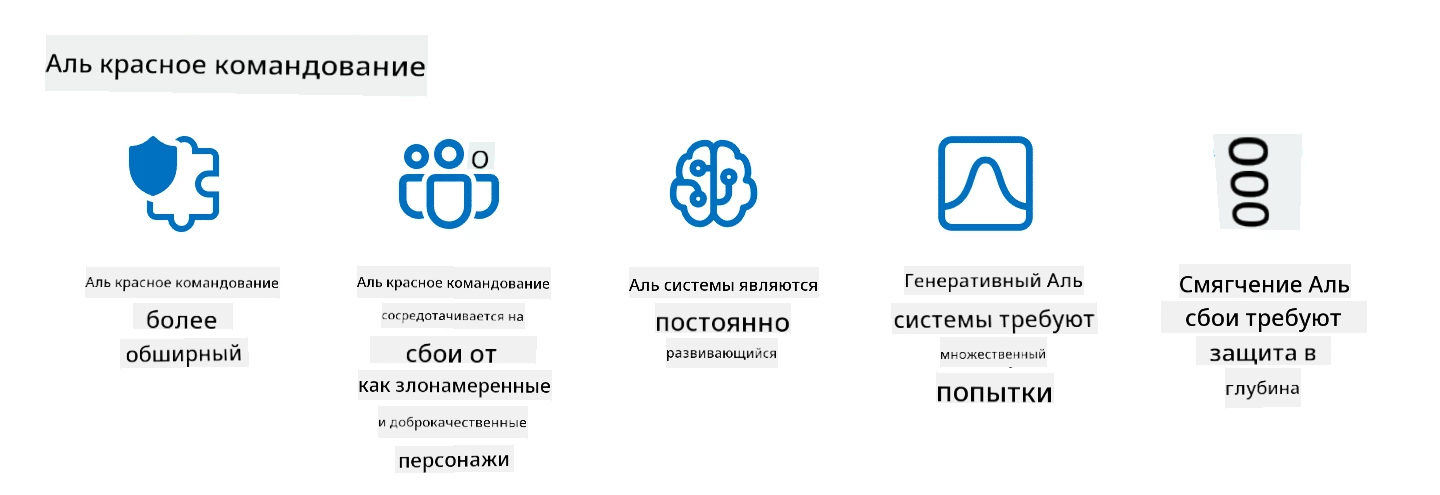 Аль красное командование
о
000
Аль красное командование
более
обширный
Аль красное командование
сосредотачивается на
сбои от
как злонамеренные
и доброкачественные
персонажи
Аль системы являются
постоянно
развивающийся
Генеративный Аль
системы требуют
множественный
попытки
Смягчение Аль
сбои требуют
защита в
глубина